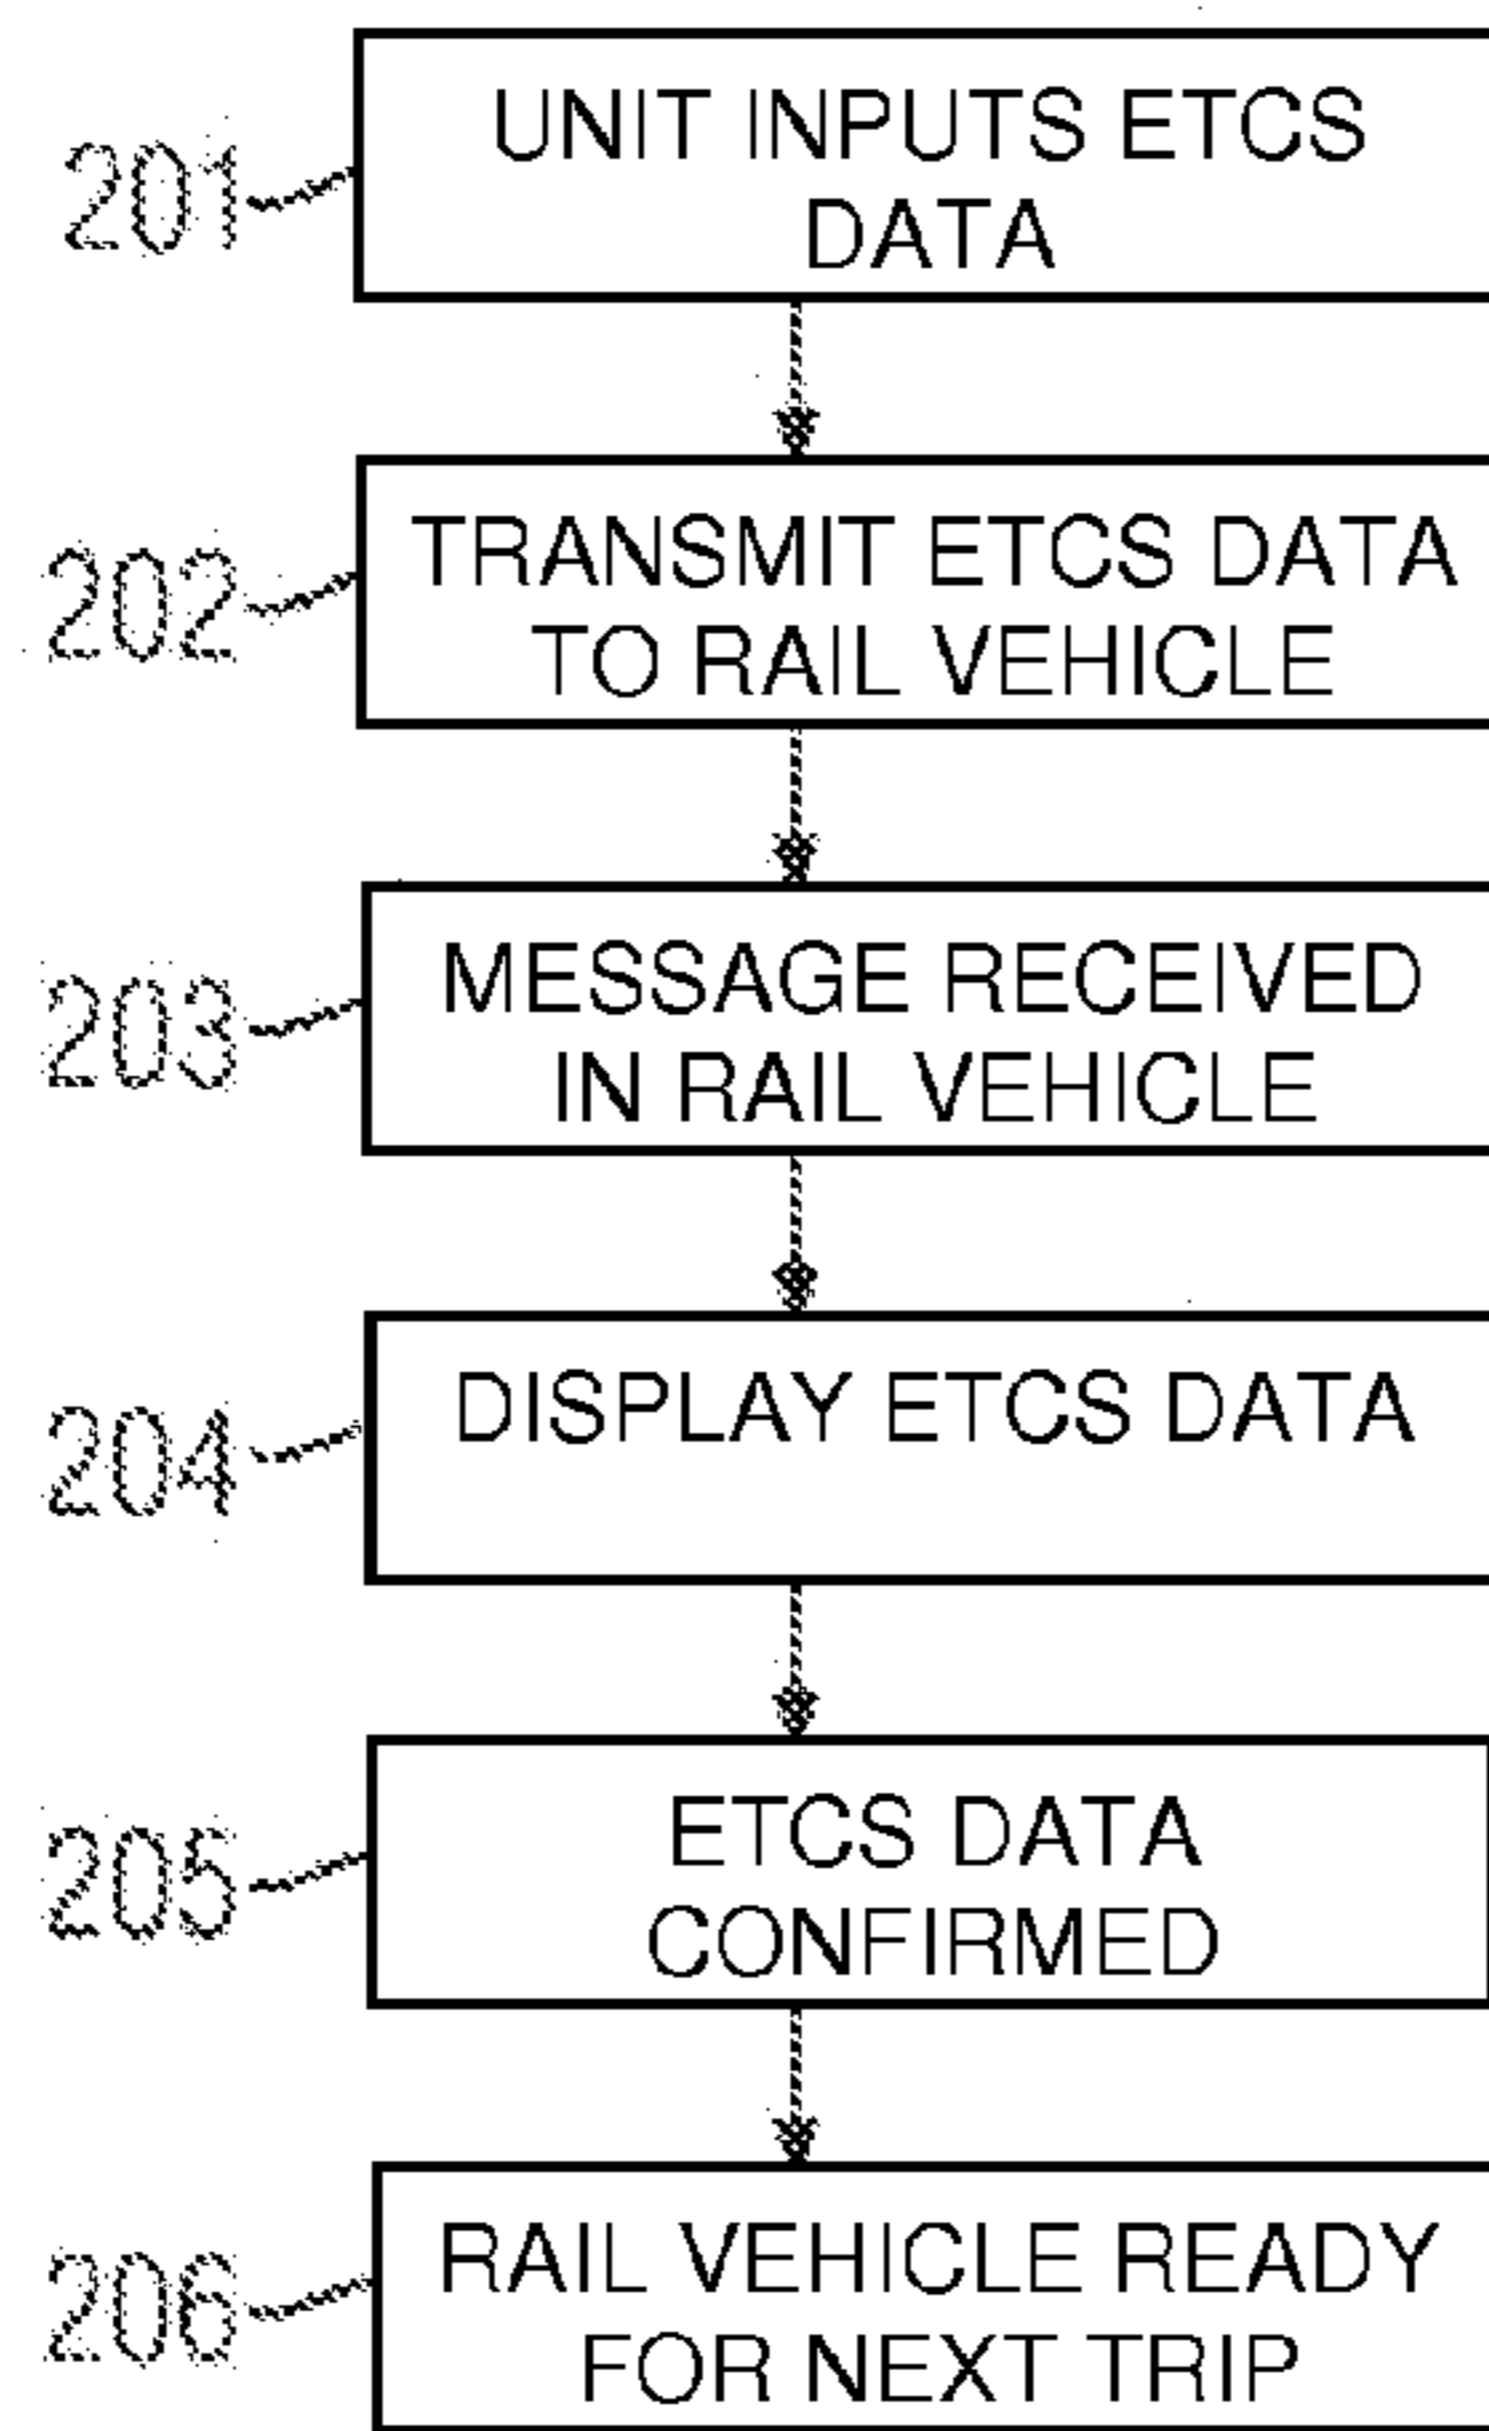 201
UNIT INPUTS ETCS
DATA
202
TRANSMIT ETCS DATA
TO RAIL VEHICLE
203
MESSAGE RECEIVED
IN RAIL VEHICLE
204
DISPLAY ETCS DATA
205
ETCS DATA
CONFIRMED
206
RAIL VEHICLE READY
FOR NEXT TRIP